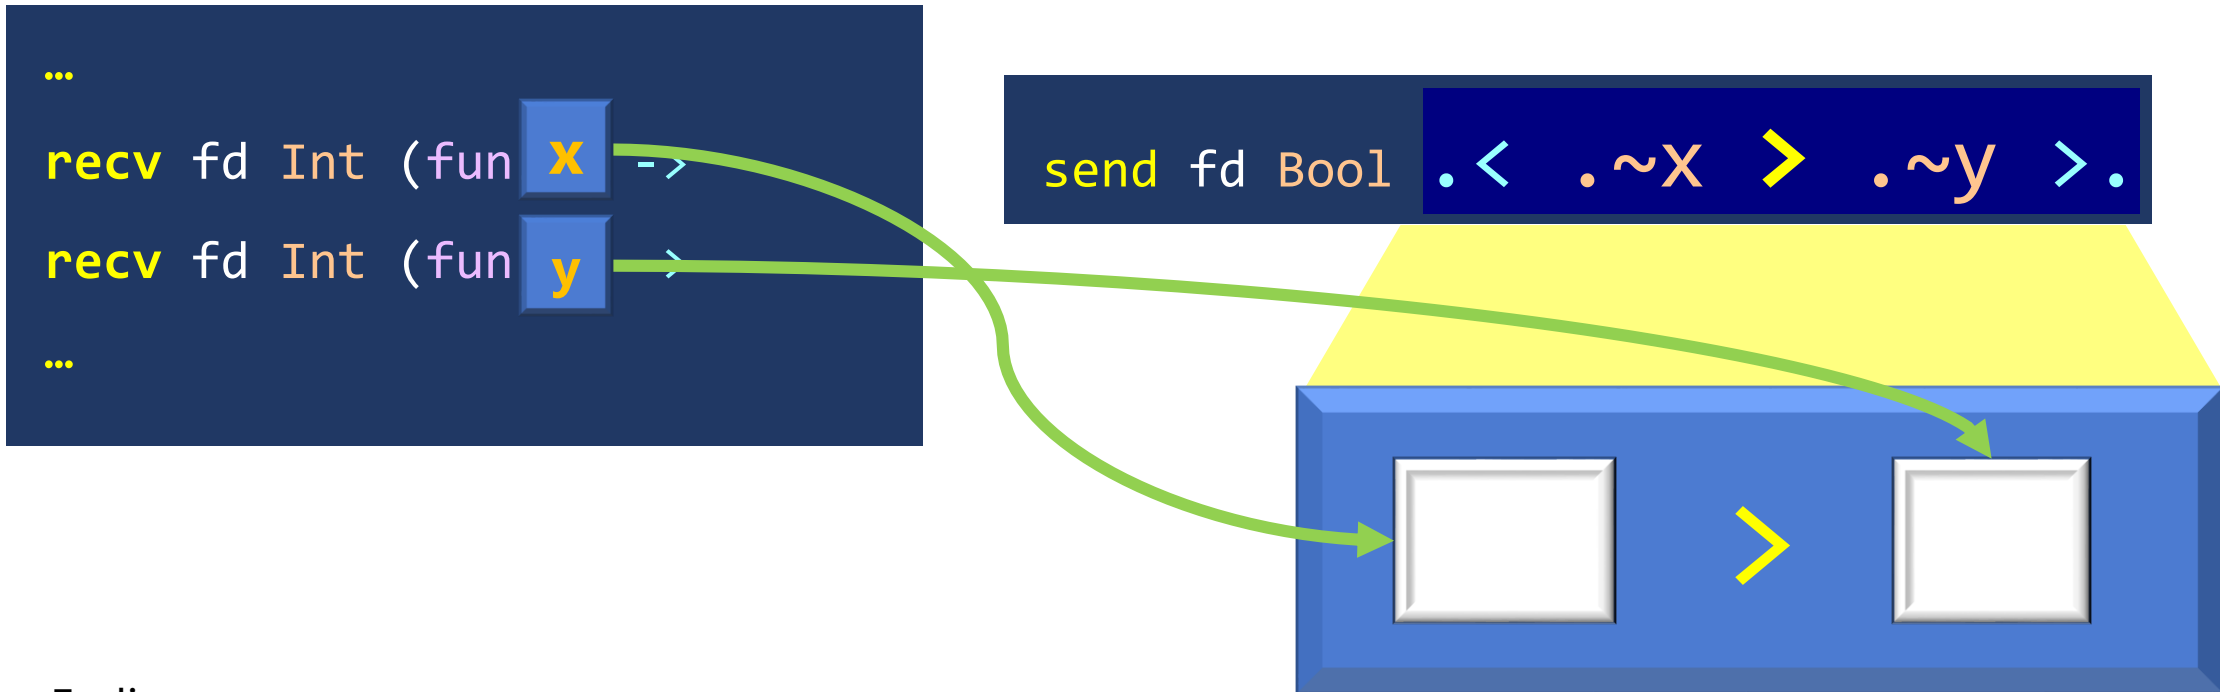 …
recv fd Int (fun x ->
recv fd Int (fun y ->
…
send fd Bool .< .~x > .~y >.
>